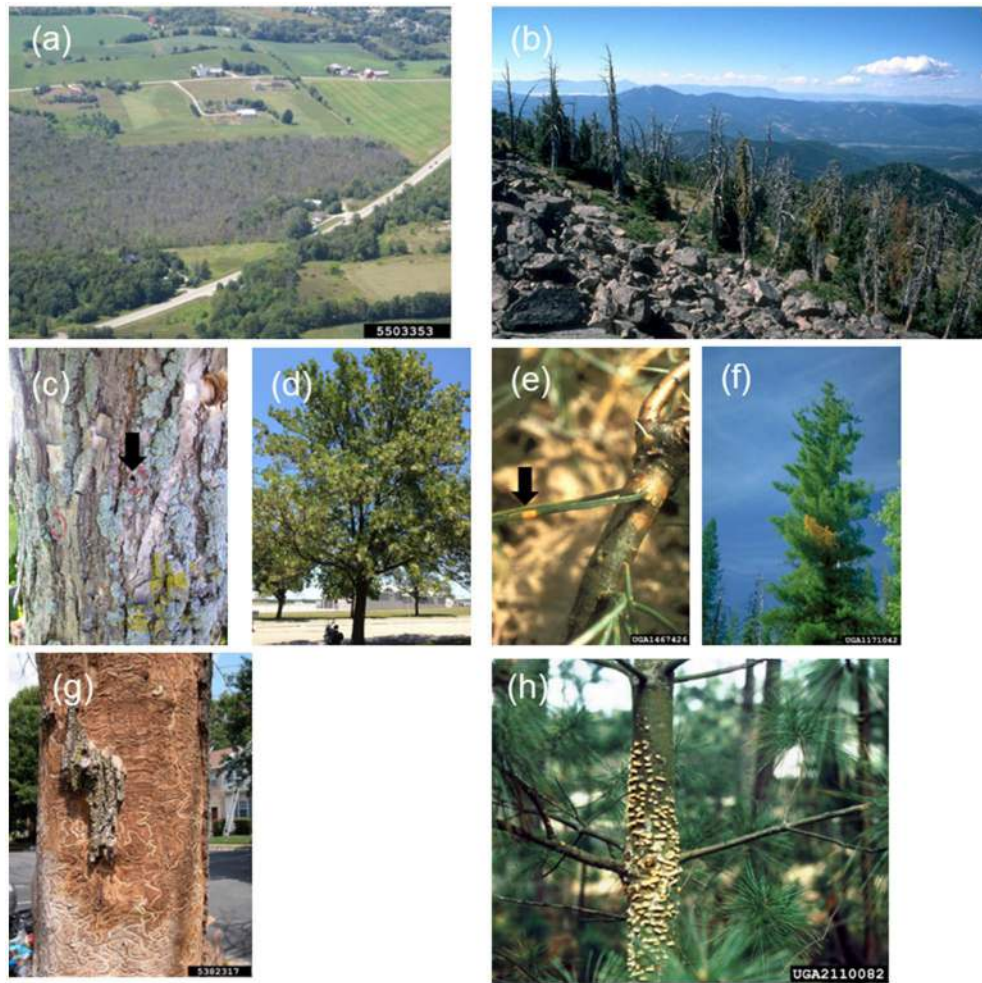 (a)
5503353
(b)
(c)
(d)
(e)
UGA1467426
(f)
UGA1171042
(g)
5382317
(h)
UGA2110082